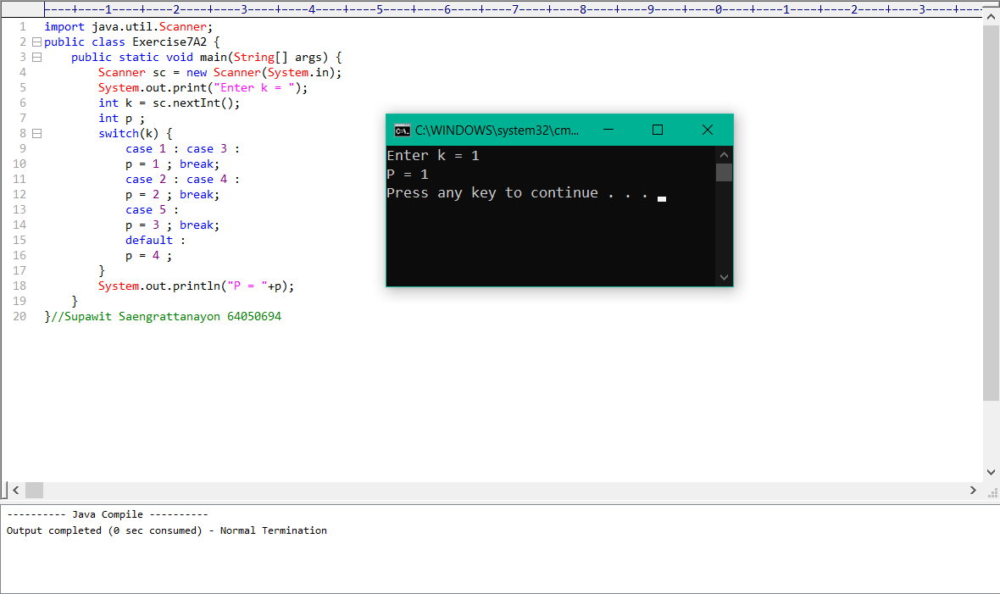 ----+----1----+----2----+----3----+----4----+----5----+----6----+----7----+----8----+----9----+----0----+----1----+----2----+----3----+----
1 import java.util.Scanner;
2 public class Exercise7A2 {
3 public static void main(String[] args) {
4 Scanner sc = new Scanner(System.in);
5 System.out.print("Enter k = ");
6 int k = sc.nextInt();
7 int p ;
8 switch(k) {
9 case 1 : case 3 :
10 p = 1 ; break;
11 case 2 : case 4 :
12 p = 2 ; break;
13 case 5 :
14 p = 3 ; break;
15 default :
16 p = 4 ;
17 }
18 System.out.println("P = "+p);
19 }
20 }//Supawit Saengrattanayon 64050694
C:\WINDOWS\system32\cm...
Enter k = 1
P = 1
Press any key to continue . . .
---------- Java Compile ----------
Output completed (0 sec consumed) - Normal Termination